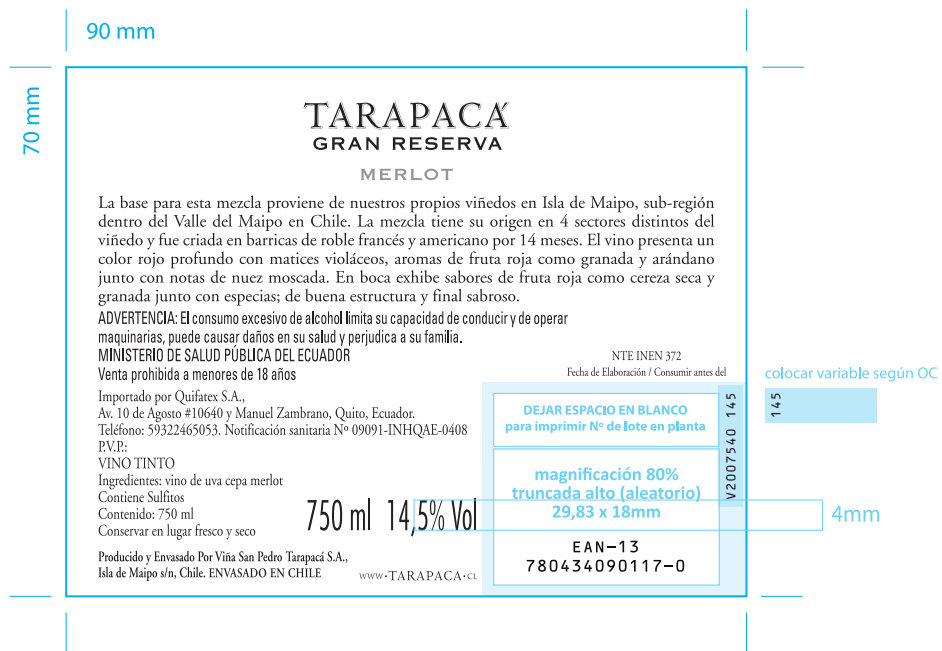 90 mm
70 mm
TARAPACÁ
GRAN RESERVA
MERLOT
La base para esta mezcla proviene de nuestros propios viñedos en Isla de Maipo, sub-región
dentro del Valle del Maipo en Chile. La mezcla tiene su origen en 4 sectores distintos del
viñedo y fue criada en barricas de roble francés y americano por 14 meses. El vino presenta un
color rojo profundo con matices violáceos, aromas de fruta roja como granada y arándano
junto con notas de nuez moscada. En boca exhibe sabores de fruta roja como cereza seca y
granada junto con especias; de buena estructura y final sabroso.
ADVERTENCIA: El consumo excesivo de alcohol limita su capacidad de conducir y de operar
maquinarias, puede causar daños en su salud y perjudica a su familia.
MINISTERIO DE SALUD PÚBLICA DEL ECUADOR
Venta prohibida a menores de 18 años
NTE INEN 372
Fecha de Elaboración / Consumir antes del
Importado por Quifatex S.A.,
Av. 10 de Agosto #10640 y Manuel Zambrano, Quito, Ecuador.
Teléfono: 59322465053. Notificación sanitaria Nº 09091-INHQAE-0408
P.V.P.:
VINO TINTO
Ingredientes: vino de uva cepa merlot
Contiene Sulfitos
Contenido: 750 ml
Conservar en lugar fresco y seco
750 ml 14,5% Vol
Producido y Envasado Por Viña San Pedro Tarapacá S.A.,
Isla de Maipo s/n, Chile. ENVASADO EN CHILE
WWW·TARAPACA·CL
DEJAR ESPACIO EN BLANCO
para imprimir Nº de lote en planta
magnificación 80%
truncada alto (aleatorio)
29,83 x 18mm
EAN-13
780434090117-0
V2007540 145
colocar variable según OC
145
4mm